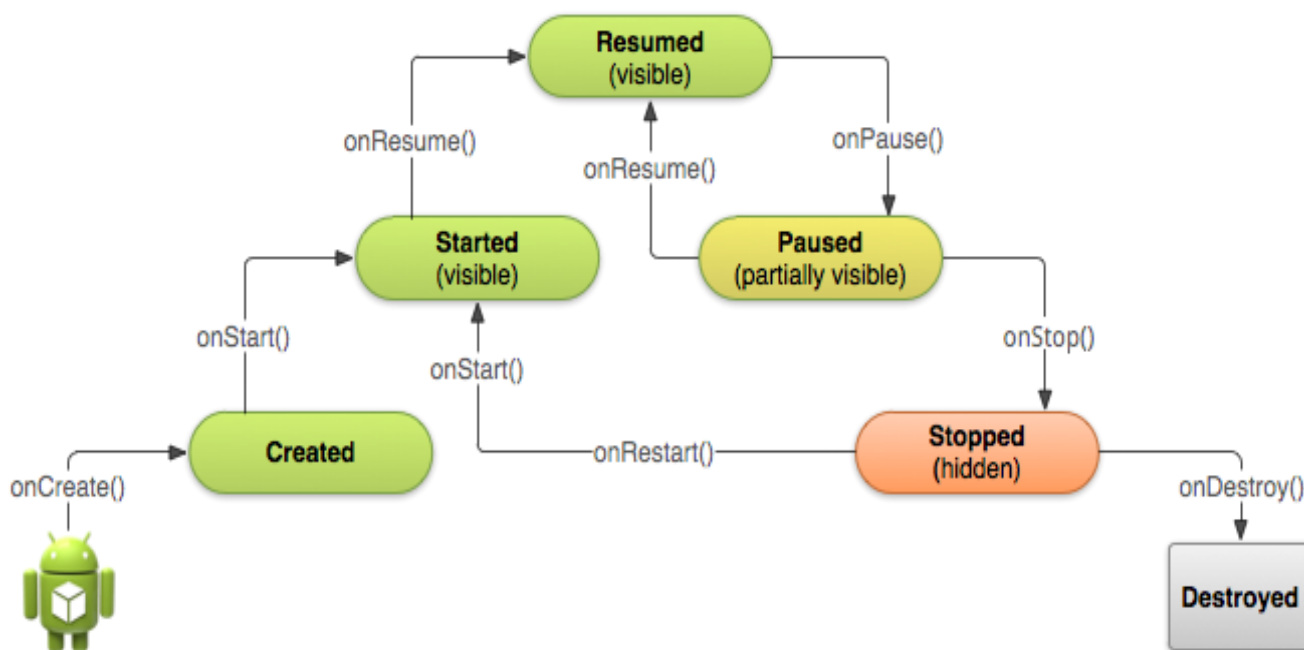 Resumed
(visible)
onResume()
onPause()
onResume()
Started
(visible)
Paused
(partially visible)
onStart()
onStart()
onStop()
Created
onRestart()
Stopped
(hidden)
onCreate()
onDestroy()
Destroyed